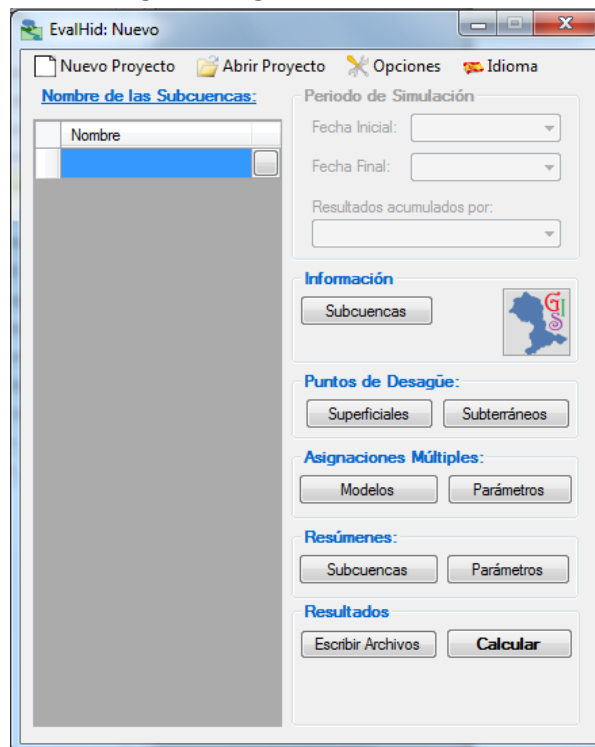 EvalHid: Nuevo
Nuevo Proyecto Abrir Proyecto Opciones Idioma
Nombre de las Subcuencas:
Nombre
Periodo de Simulación
Fecha Inicial:
Fecha Final:
Resultados acumulados por:
Información
Subcuencas
GIS
Puntos de Desagüe:
Superficiales Subterráneos
Asignaciones Múltiples:
Modelos Parámetros
Resúmenes:
Subcuencas Parámetros
Resultados
Escribir Archivos Calcular